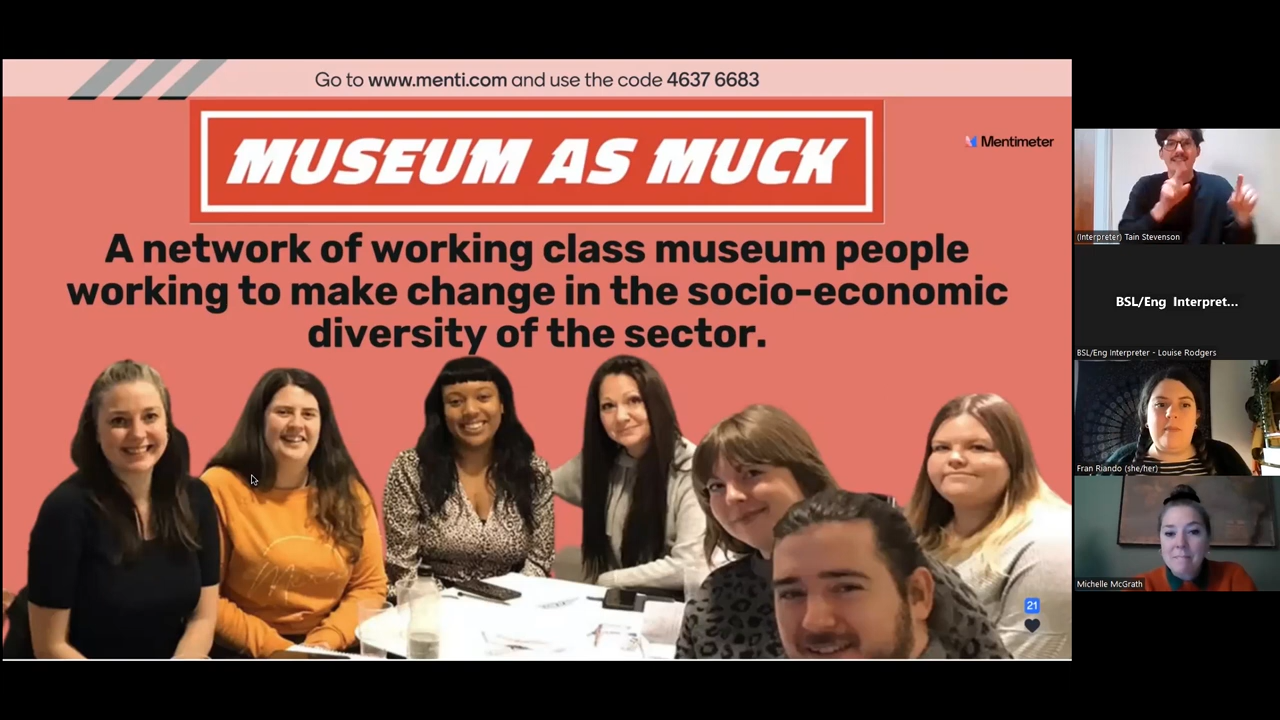 Go to www.menti.com and use the code 4637 6683
MUSEUM AS MUCK
Mentimeter
A network of working class museum people
working to make change in the socio-economic
diversity of the sector.
21
(Interpreter) Tain Stevenson
BSL/Eng Interpret...
BSL/Eng Interpreter - Louise Rodgers
Fran Riando (she/her)
Michelle McGrath